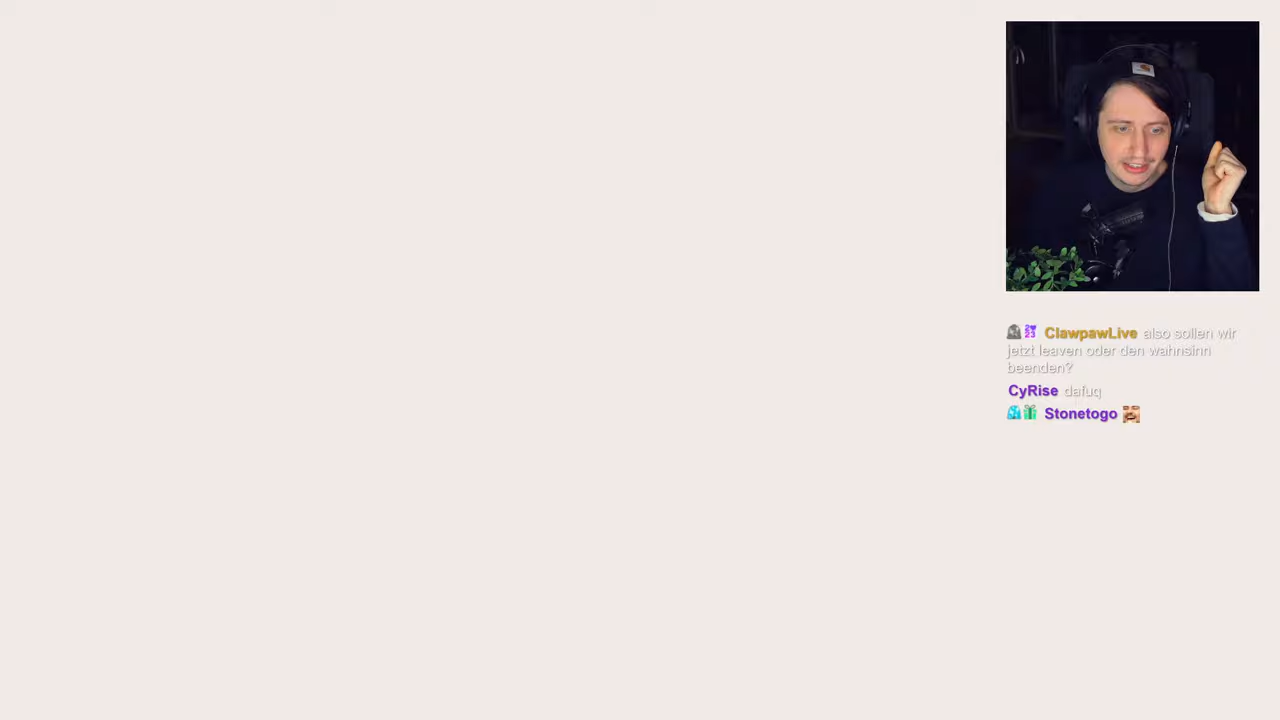 ClawpawLive also sollen wir
jetzt leaven oder den wahnsinn
beenden?
CyRise dafuq
Stonetogo